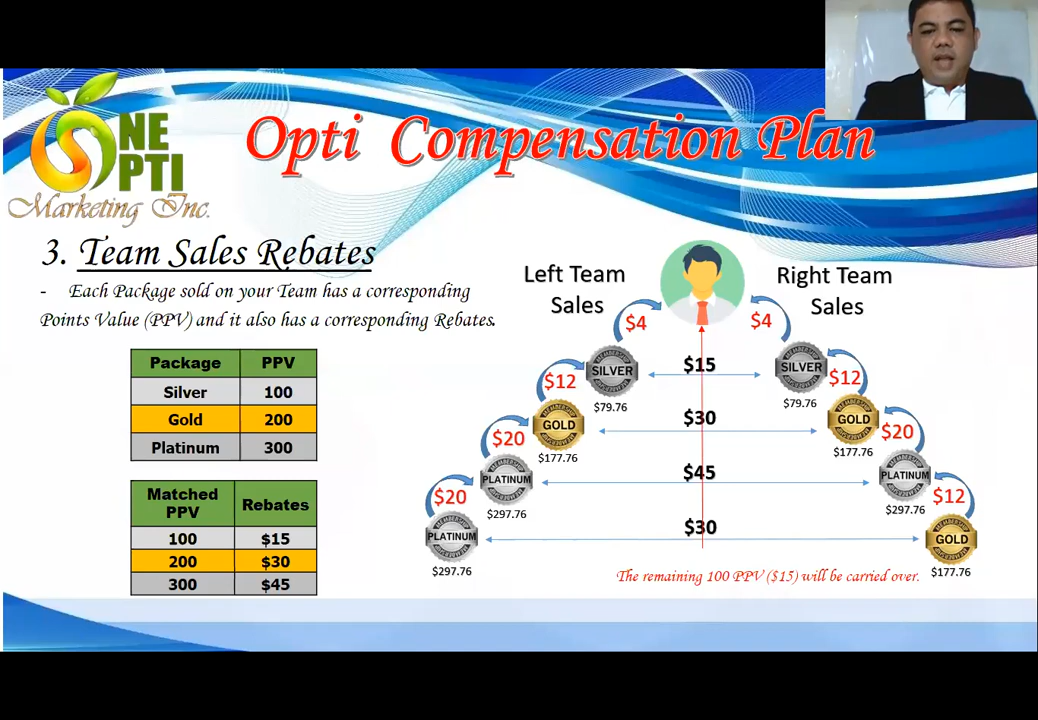 ONE
OPTI
Marketing Inc.
Opti Compensation Plan
3. Team Sales Rebates
- Each Package sold on your Team has a corresponding
Points Value (PPV) and it also has a corresponding Rebates.
Package PPV
Silver 100
Gold 200
Platinum 300
Matched
PPV Rebates
100 $15
200 $30
300 $45
Left Team
Sales
Right Team
Sales
$4 $4
SILVER $15 SILVER
$79.76 $79.76
$12 $12
GOLD $30 GOLD
$177.76 $177.76
$20 $20
PLATINUM $45 PLATINUM
$297.76 $297.76
$20 $12
PLATINUM $30 GOLD
$297.76 $177.76
The remaining 100 PPV ($15) will be carried over.